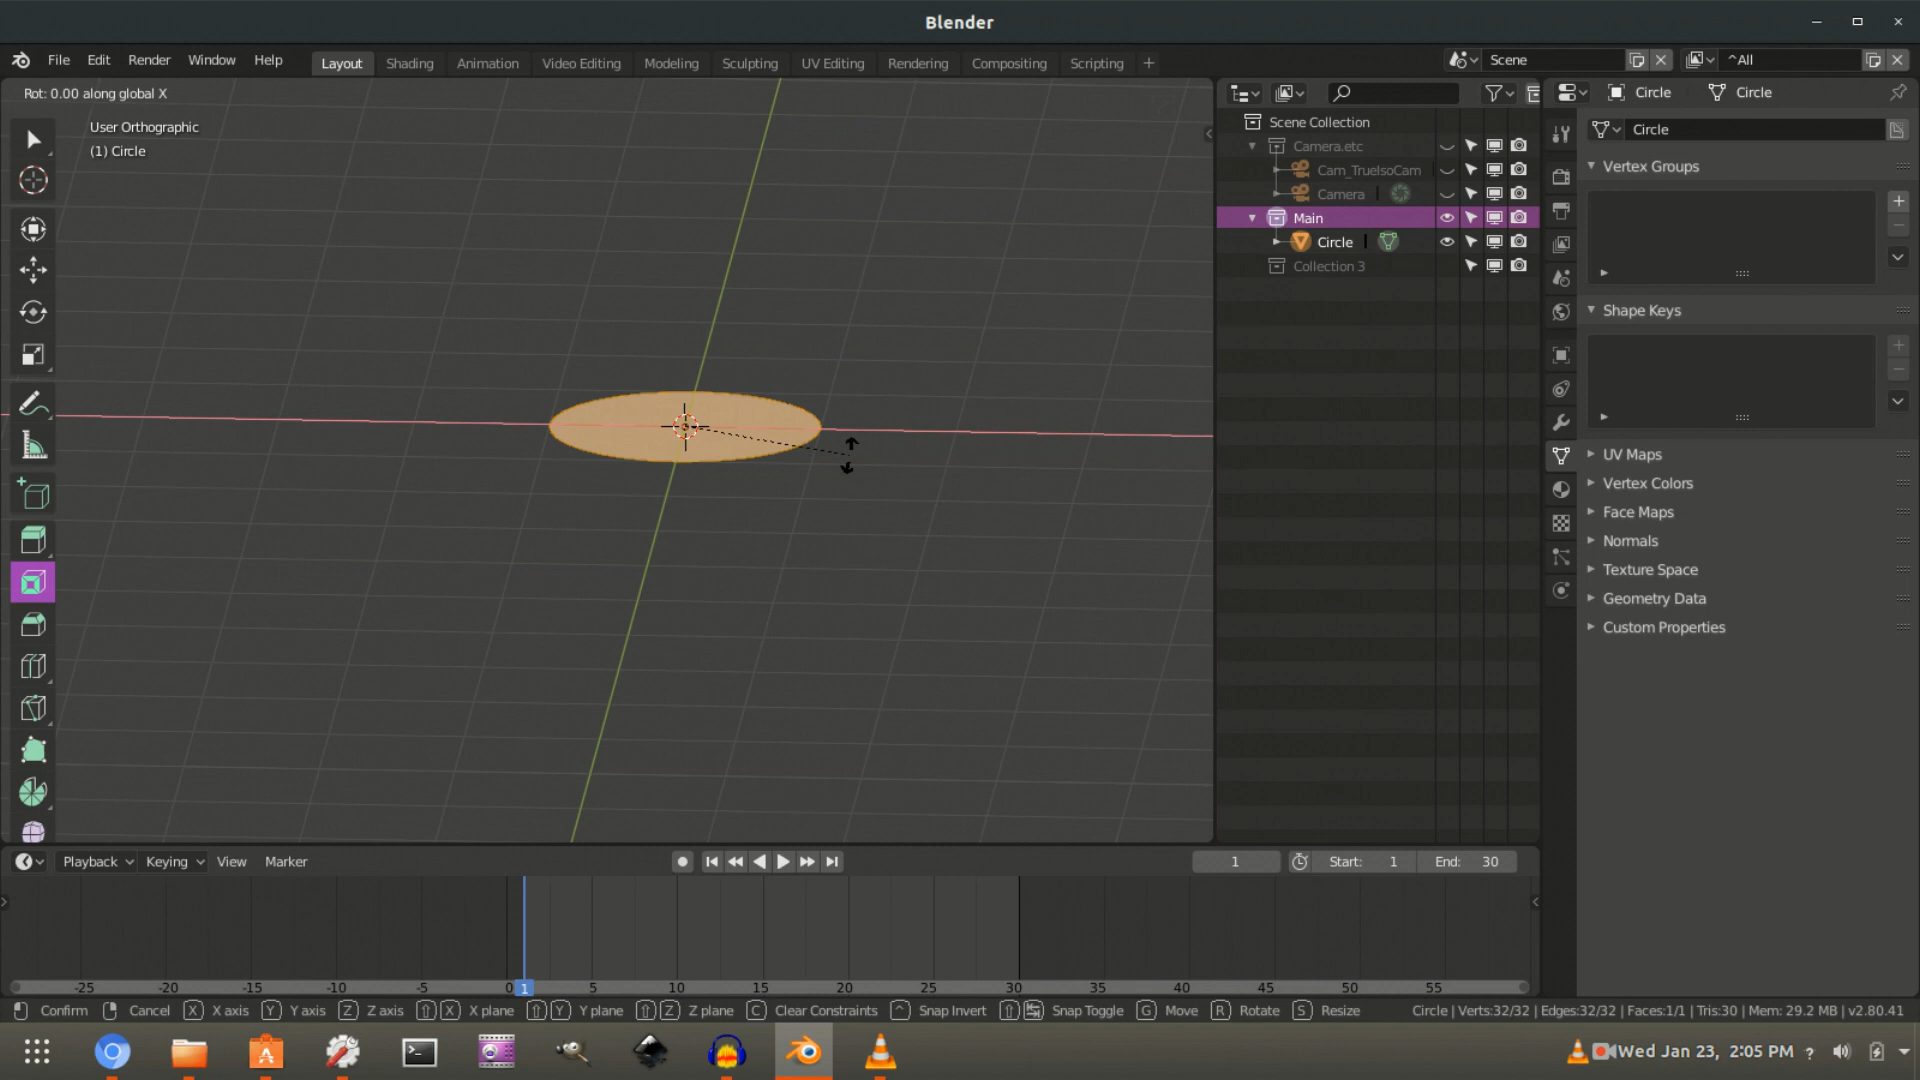 Blender
File Edit Render Window Help Layout Shading Animation Video Editing Modeling Sculpting UV Editing Rendering Compositing Scripting + Scene ^All
Rot: 0.00 along global X
User Orthographic
(1) Circle
Scene Collection
Camera.etc
Cam_TrueIsoCam
Camera
Main
Circle
Collection 3
Circle Circle
Circle
Vertex Groups
Shape Keys
UV Maps
Vertex Colors
Face Maps
Normals
Texture Space
Geometry Data
Custom Properties
Playback Keying View Marker 1 Start: 1 End: 30
-25 -20 -15 -10 -5 0 1 5 10 15 20 25 30 35 40 45 50 55
Confirm Cancel X X axis Y Y axis Z Z axis X X plane Y Y plane Z Z plane C Clear Constraints ^ Snap Invert Snap Toggle G Move R Rotate S Resize Circle | Verts:32/32 | Edges:32/32 | Faces:1/1 | Tris:30 | Mem: 29.2 MB | v2.80.41
Wed Jan 23, 2:05 PM ?